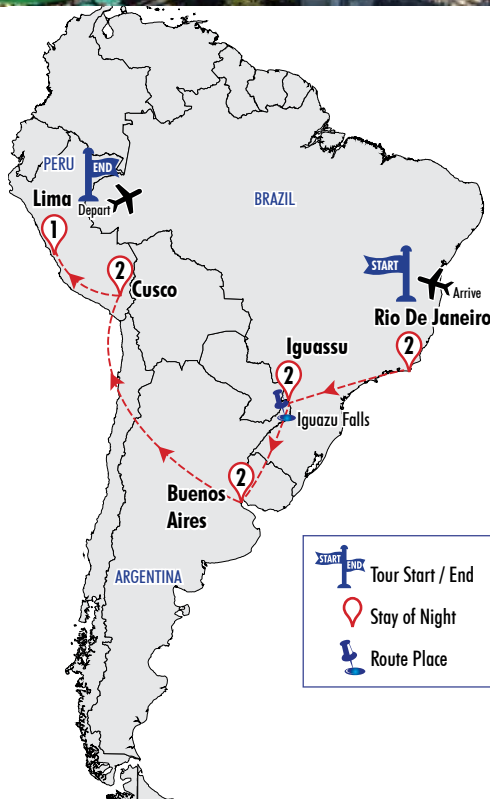 PERU
END
Lima
Depart
1
2
Cusco
BRAZIL
START
Arrive
Rio De Janeiro
2
Iguassu
2
Iguazu Falls
2
Buenos
Aires
ARGENTINA
START
END
Tour Start / End
Stay of Night
Route Place